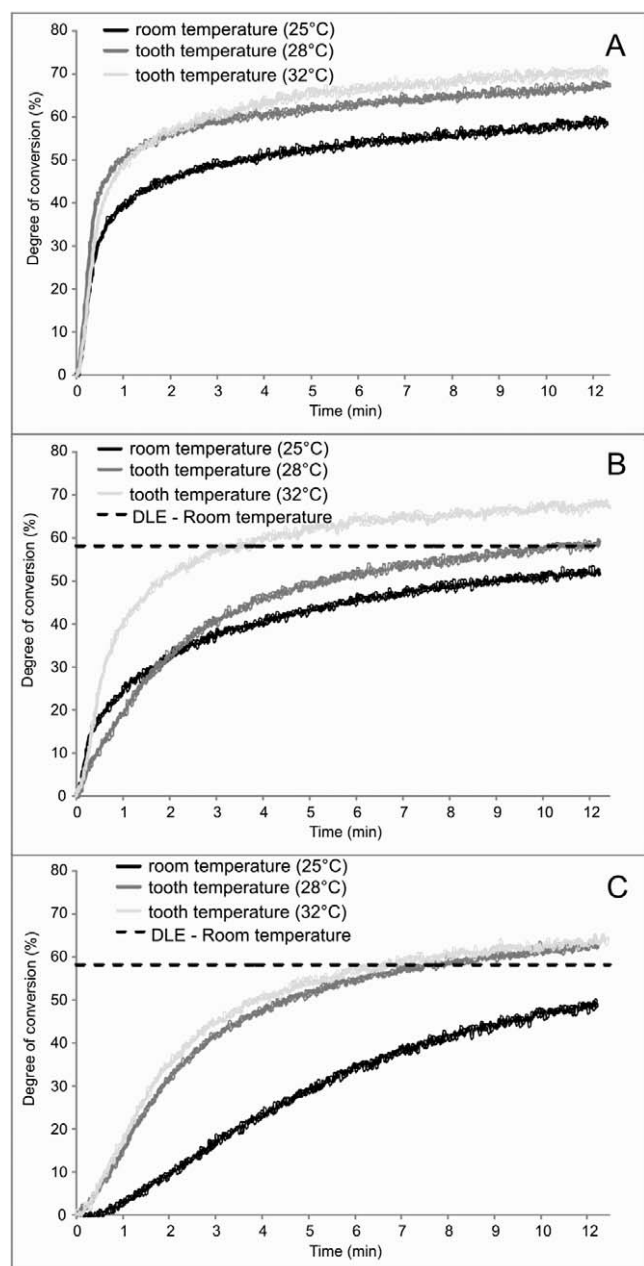 A
room temperature (25°C)
tooth temperature (28°C)
tooth temperature (32°C)
Degree of conversion (%)
80
70
60
50
40
30
20
10
0
0 1 2 3 4 5 6 7 8 9 10 11 12
Time (min)
B
room temperature (25°C)
tooth temperature (28°C)
tooth temperature (32°C)
DLE - Room temperature
Degree of conversion (%)
80
70
60
50
40
30
20
10
0
0 1 2 3 4 5 6 7 8 9 10 11 12
Time (min)
C
room temperature (25°C)
tooth temperature (28°C)
tooth temperature (32°C)
DLE - Room temperature
Degree of conversion (%)
80
70
60
50
40
30
20
10
0
0 1 2 3 4 5 6 7 8 9 10 11 12
Time (min)